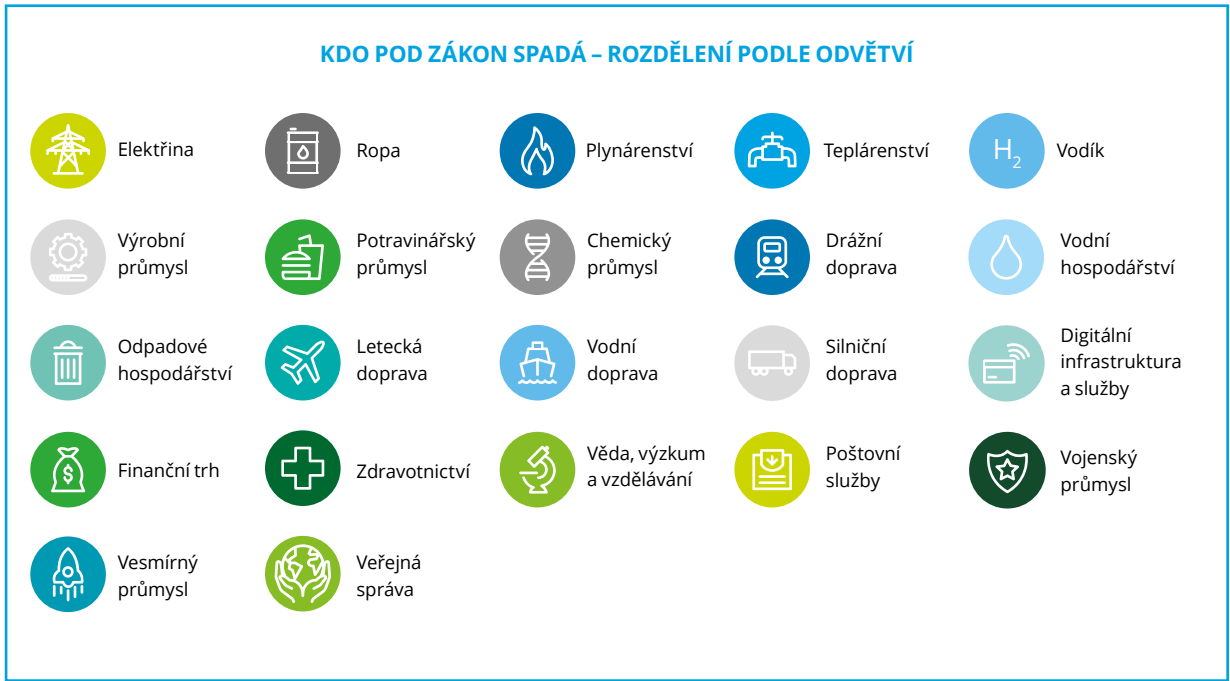 KDO POD ZÁKON SPADÁ – ROZDĚLENÍ PODLE ODVĚTVÍ
Elektřina
Ropa
Plynárenství
Teplárenství
H₂
Vodík
Výrobní
průmysl
Potravinářský
průmysl
Chemický
průmysl
Drážní
doprava
Vodní
hospodářství
Odpadové
hospodářství
Letecká
doprava
Vodní
doprava
Silniční
doprava
Digitální
infrastruktura
a služby
$
Finanční trh
Zdravotnictví
Věda, výzkum
a vzdělávání
Poštovní
služby
Vojenský
průmysl
Vesmírný
průmysl
Veřejná
správa